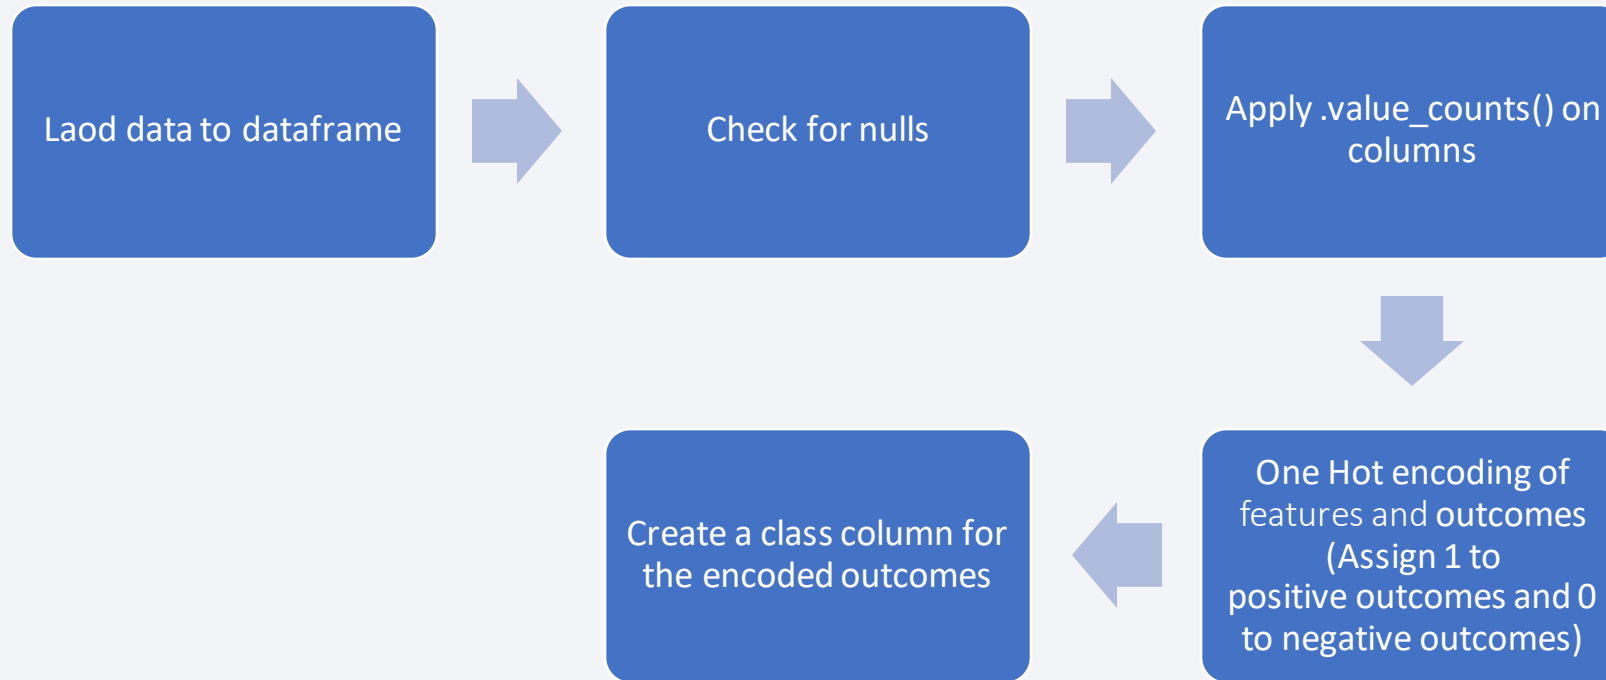 Laod data to dataframe
Check for nulls
Apply .value_counts() on
columns
One Hot encoding of
features and outcomes
(Assign 1 to
positive outcomes and 0
to negative outcomes)
Create a class column for
the encoded outcomes